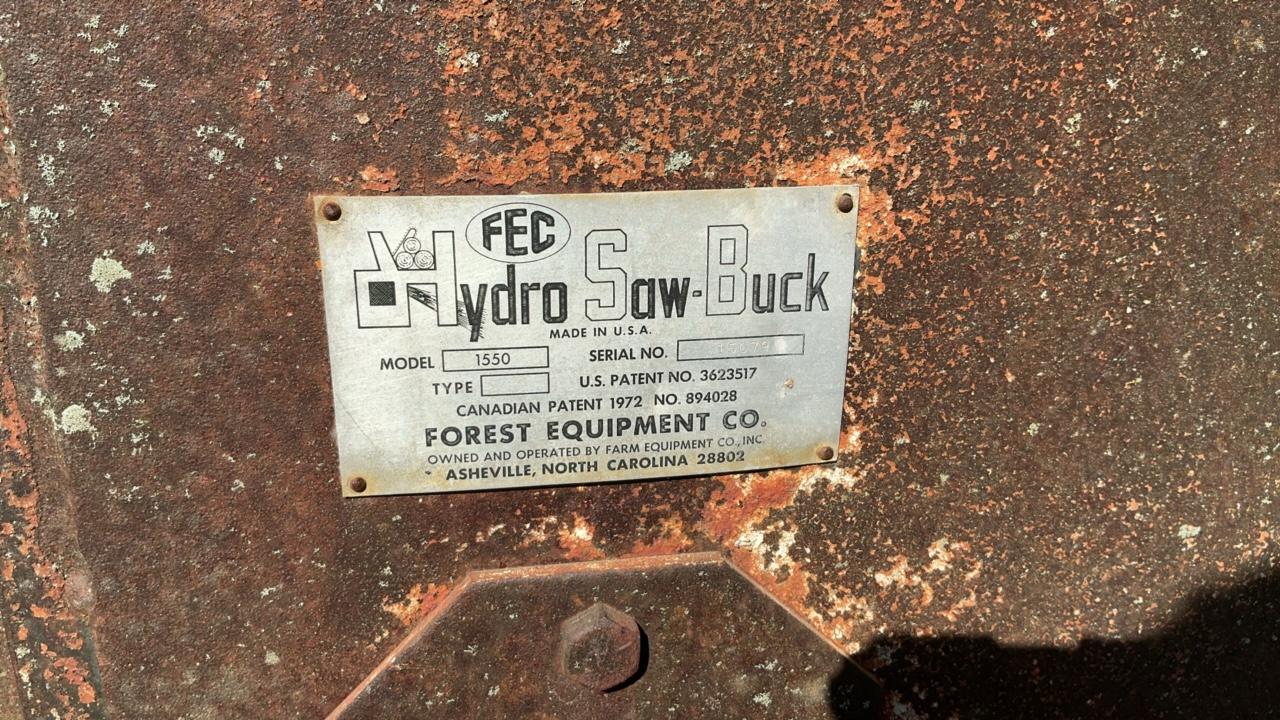 FEC
Hydro Saw-Buck
MADE IN U.S.A.
MODEL 1550 SERIAL NO.
TYPE U.S. PATENT NO. 3623517
CANADIAN PATENT 1972 NO. 894028
FOREST EQUIPMENT CO.
OWNED AND OPERATED BY FARM EQUIPMENT CO., INC.
ASHEVILLE, NORTH CAROLINA 28802